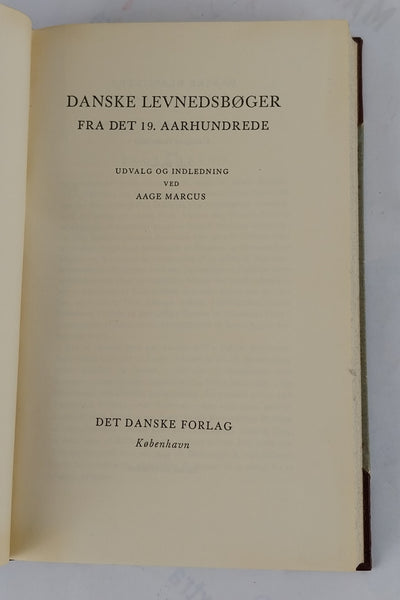 DANSKE LEVNEDSBØGER
FRA DET 19. AARHUNDREDE
UDVALG OG INDLEDNING
VED
AAGE MARCUS
DET DANSKE FORLAG
København